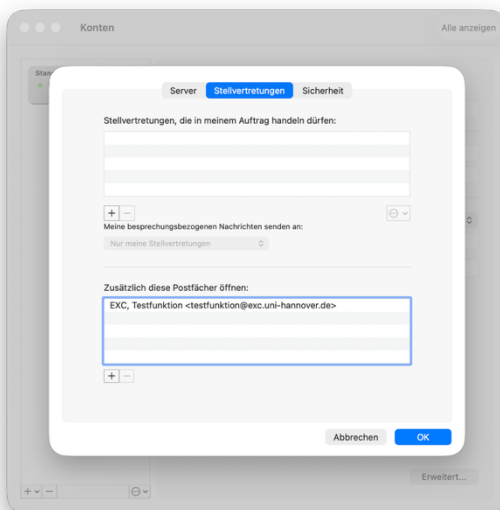 Konten
Alle anzeigen
Stan
Server
Stellvertretungen
Sicherheit
Stellvertretungen, die in meinem Auftrag handeln dürfen:
Meine besprechungsbezogenen Nachrichten senden an:
Nur meine Stellvertretungen
Zusätzlich diese Postfächer öffnen:
EXC, Testfunktion <testfunktion@exc.uni-hannover.de>
Abbrechen
OK
Erweitert...